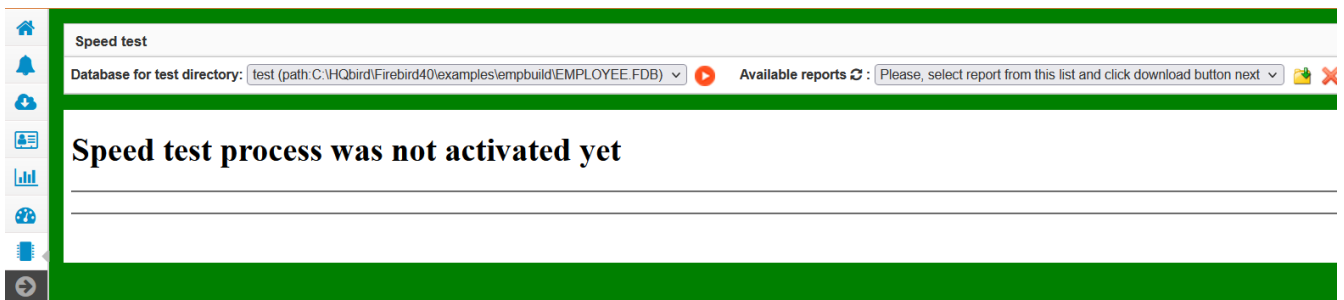 Speed test
Database for test directory: test (path:C:\HQbird\Firebird40\examples\empbuild\EMPLOYEE.FDB) Available reports : Please, select report from this list and click download button next
Speed test process was not activated yet